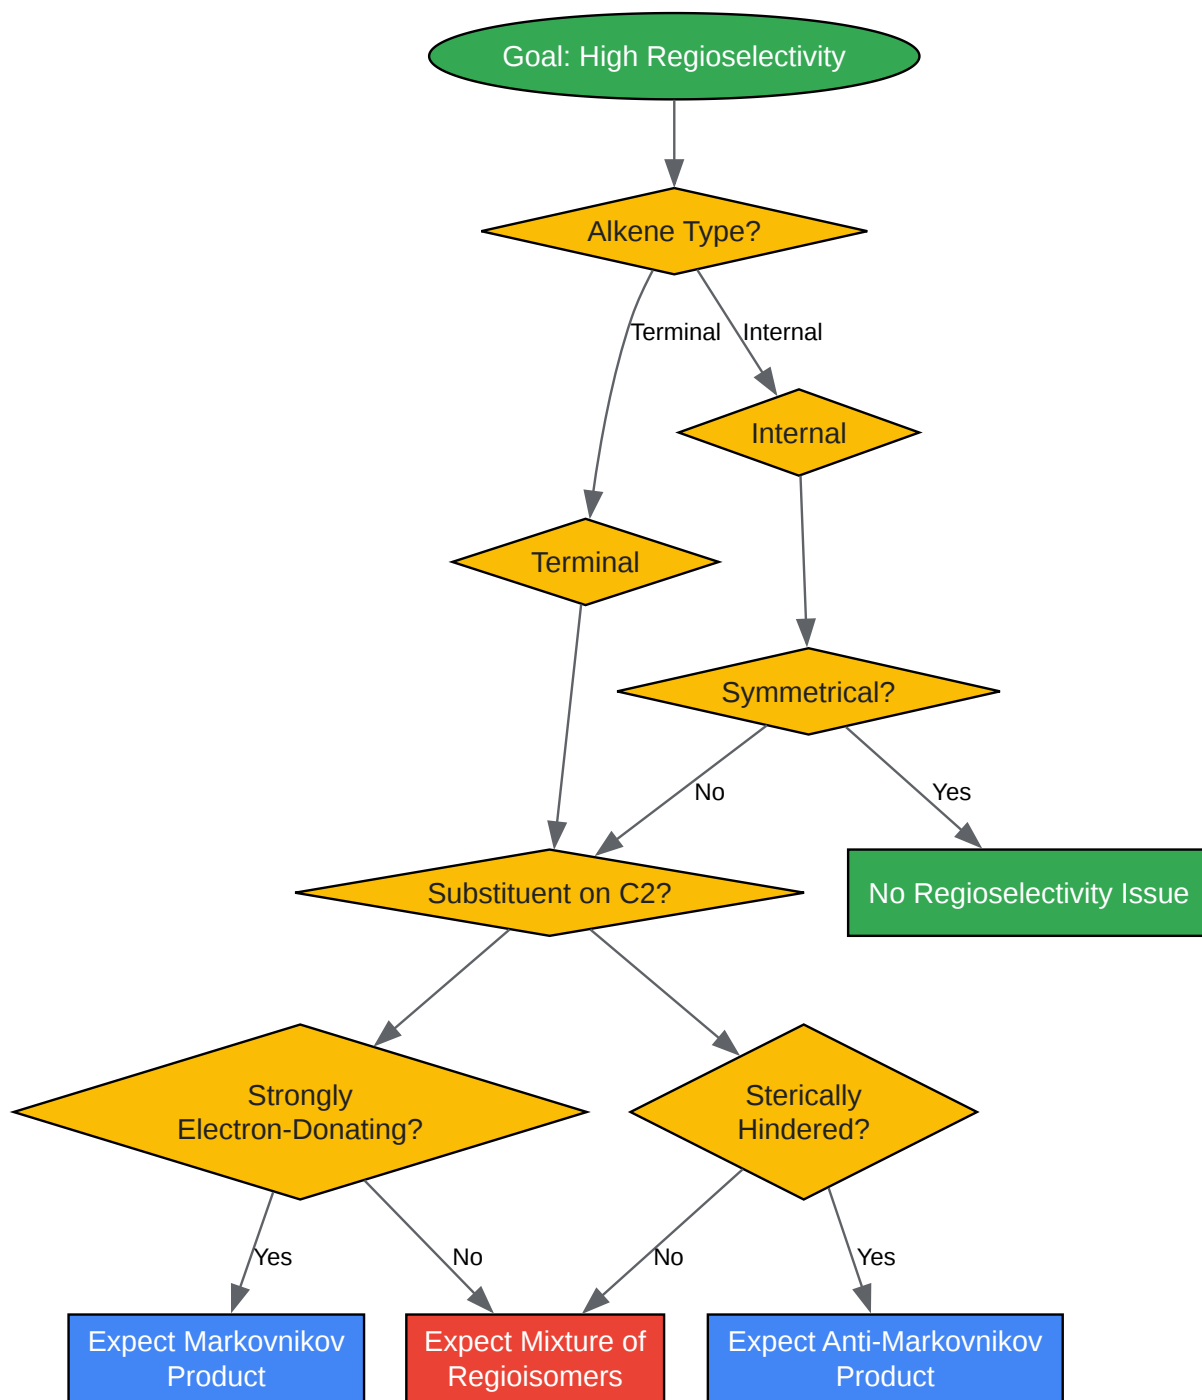 Goal: High Regioselectivity
Alkene Type?
Terminal
Internal
Internal
Terminal
Symmetrical?
No
Yes
Substituent on C2?
No Regioselectivity Issue
Strongly
Electron-Donating?
Sterically
Hindered?
Yes
No
No
Yes
Expect Markovnikov
Product
Expect Mixture of
Regioisomers
Expect Anti-Markovnikov
Product